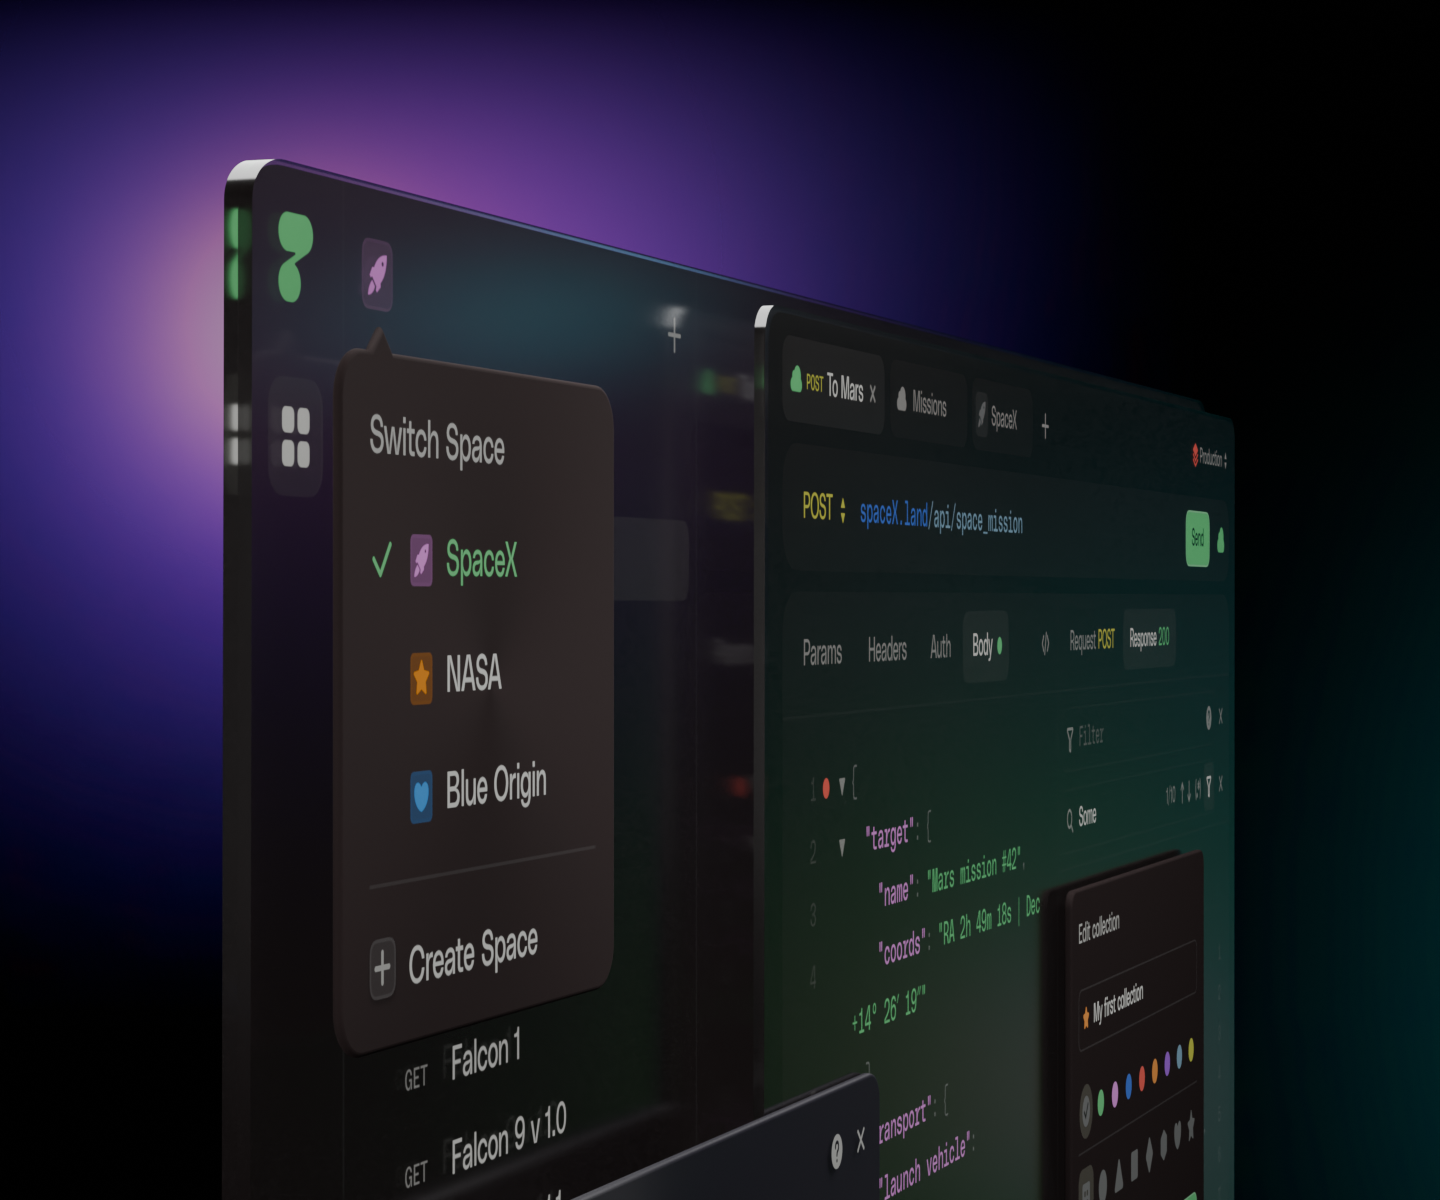 Switch Space
SpaceX
NASA
Blue Origin
Create Space
GET Falcon 1
GET Falcon 9 v 1.0
POST To Mars
Missions
SpaceX
Production
POST spaceX.land/api/space_mission
Send
Params Headers Auth Body
Request POST Response 200
Filter
Some
1 {
2 "target": {
"name": "Mars mission #42",
3 "coords": "RA 2h 49m 18s | Dec
4
+14° 26′ 19″"
}
ransport": {
"launch vehicle":
Edit collection
My first collection